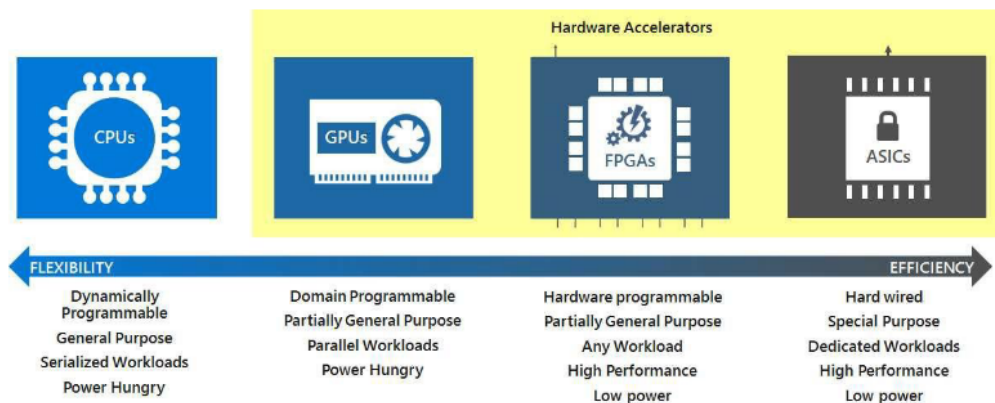 Hardware Accelerators
CPUs
GPUs
FPGAs
ASICs
FLEXIBILITY
EFFICIENCY
Dynamically
Programmable
General Purpose
Serialized Workloads
Power Hungry
Domain Programmable
Partially General Purpose
Parallel Workloads
Power Hungry
Hardware programmable
Partially General Purpose
Any Workload
High Performance
Low power
Hard wired
Special Purpose
Dedicated Workloads
High Performance
Low power